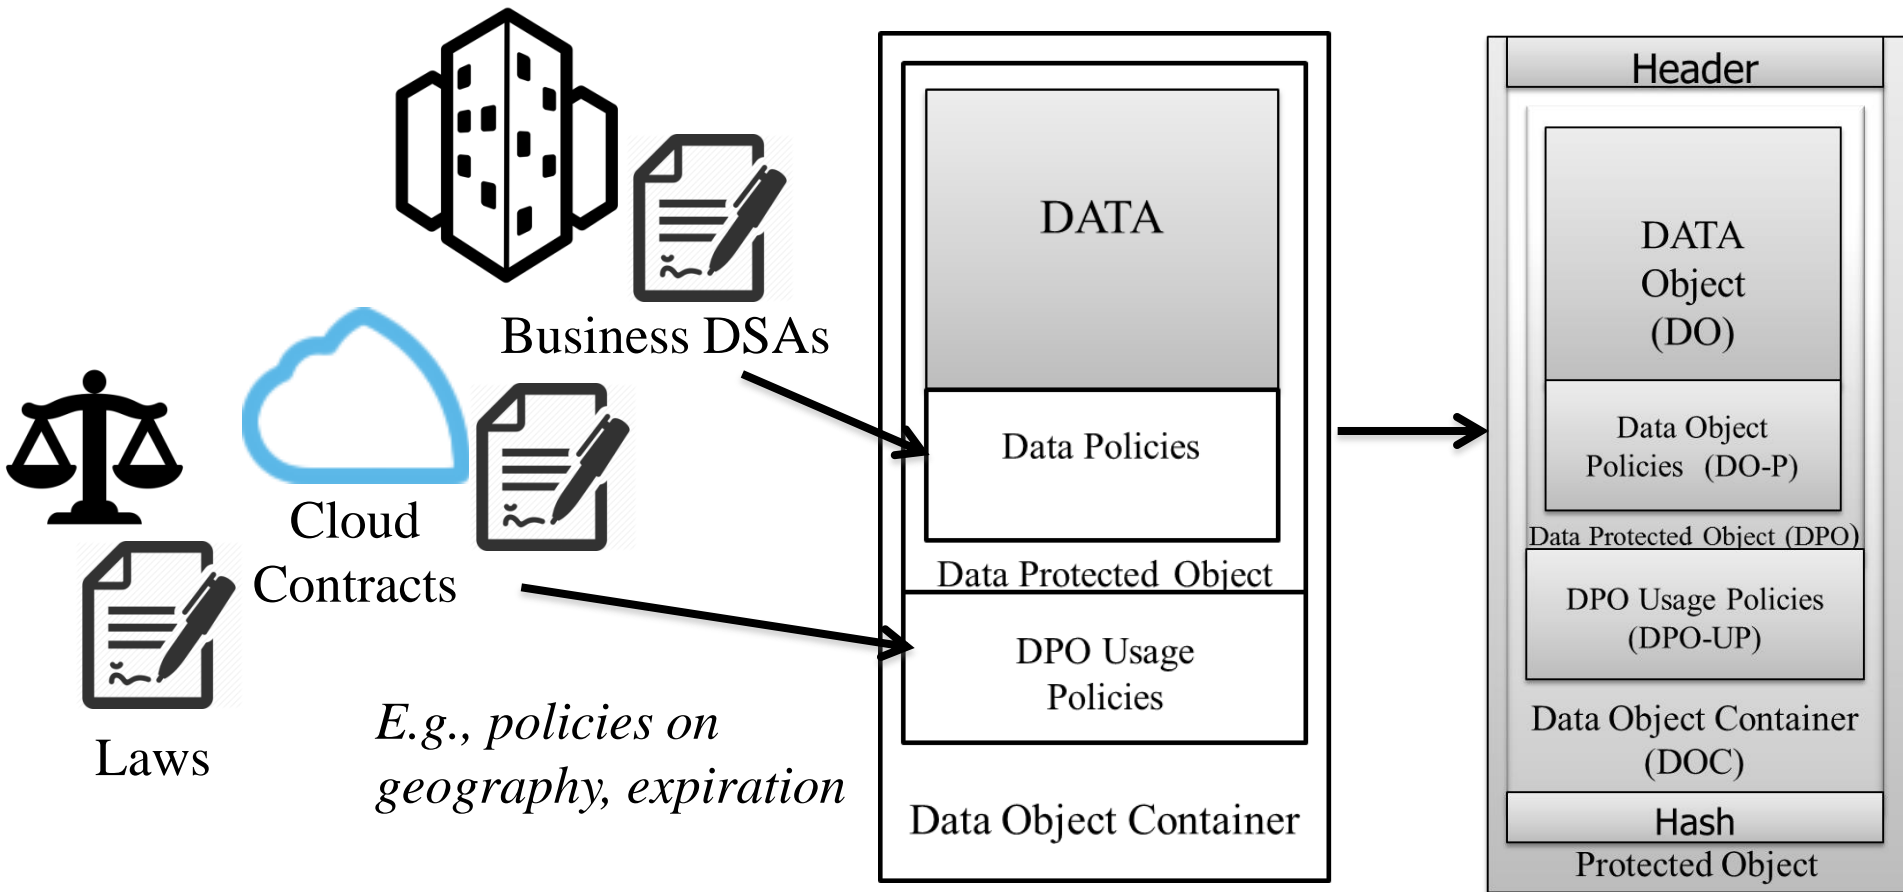 Business DSAs
Cloud
Contracts
Laws
E.g., policies on
geography, expiration
DATA
Data Policies
Data Protected Object
DPO Usage
Policies
Data Object Container
Header
DATA
Object
(DO)
Data Object
Policies (DO-P)
Data Protected Object (DPO)
DPO Usage Policies
(DPO-UP)
Data Object Container
(DOC)
Hash
Protected Object